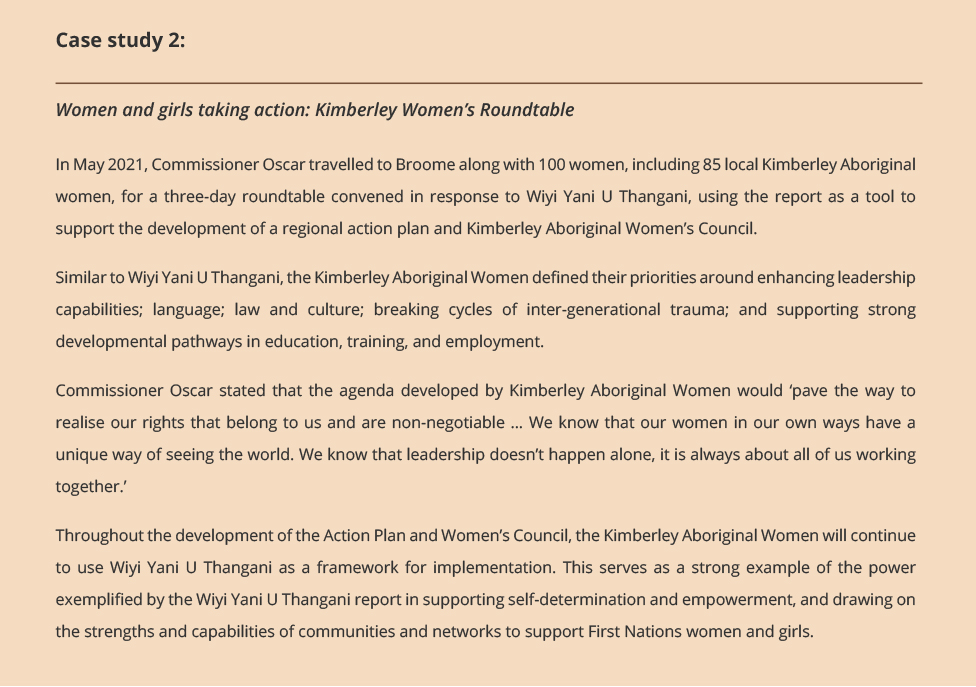 Case study 2:
Women and girls taking action: Kimberley Women’s Roundtable
In May 2021, Commissioner Oscar travelled to Broome along with 100 women, including 85 local Kimberley Aboriginal
women, for a three-day roundtable convened in response to Wiyi Yani U Thangani, using the report as a tool to
support the development of a regional action plan and Kimberley Aboriginal Women’s Council.
Similar to Wiyi Yani U Thangani, the Kimberley Aboriginal Women defined their priorities around enhancing leadership
capabilities; language; law and culture; breaking cycles of inter-generational trauma; and supporting strong
developmental pathways in education, training, and employment.
Commissioner Oscar stated that the agenda developed by Kimberley Aboriginal Women would ‘pave the way to
realise our rights that belong to us and are non-negotiable ... We know that our women in our own ways have a
unique way of seeing the world. We know that leadership doesn’t happen alone, it is always about all of us working
together.’
Throughout the development of the Action Plan and Women’s Council, the Kimberley Aboriginal Women will continue
to use Wiyi Yani U Thangani as a framework for implementation. This serves as a strong example of the power
exemplified by the Wiyi Yani U Thangani report in supporting self-determination and empowerment, and drawing on
the strengths and capabilities of communities and networks to support First Nations women and girls.